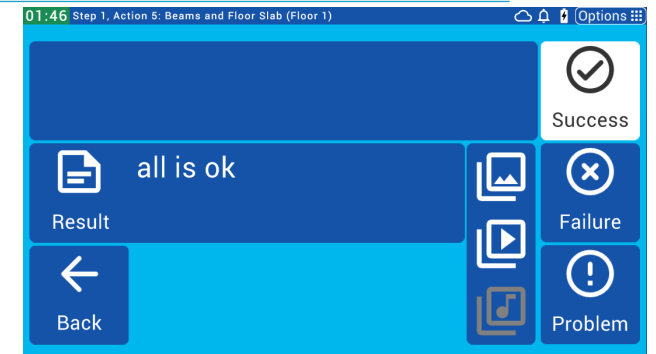 01:46 Step 1, Action 5: Beams and Floor Slab (Floor 1) Options
Success
all is ok
Result
Failure
Back
Problem